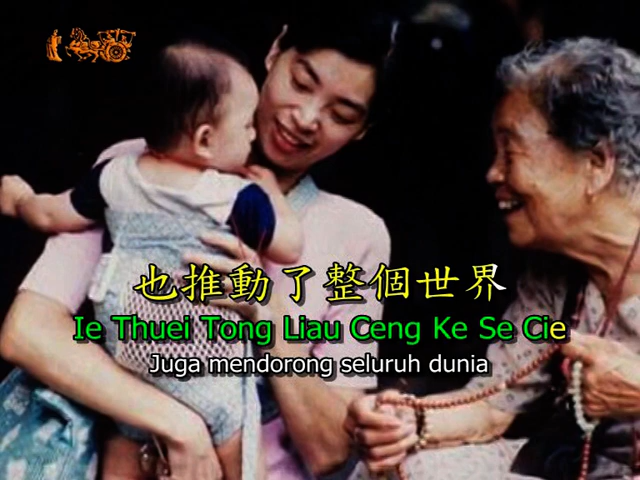 也推動了整個世界
Ie Thuei Tong Liau Ceng Ke Se Cie
Juga mendorong seluruh dunia